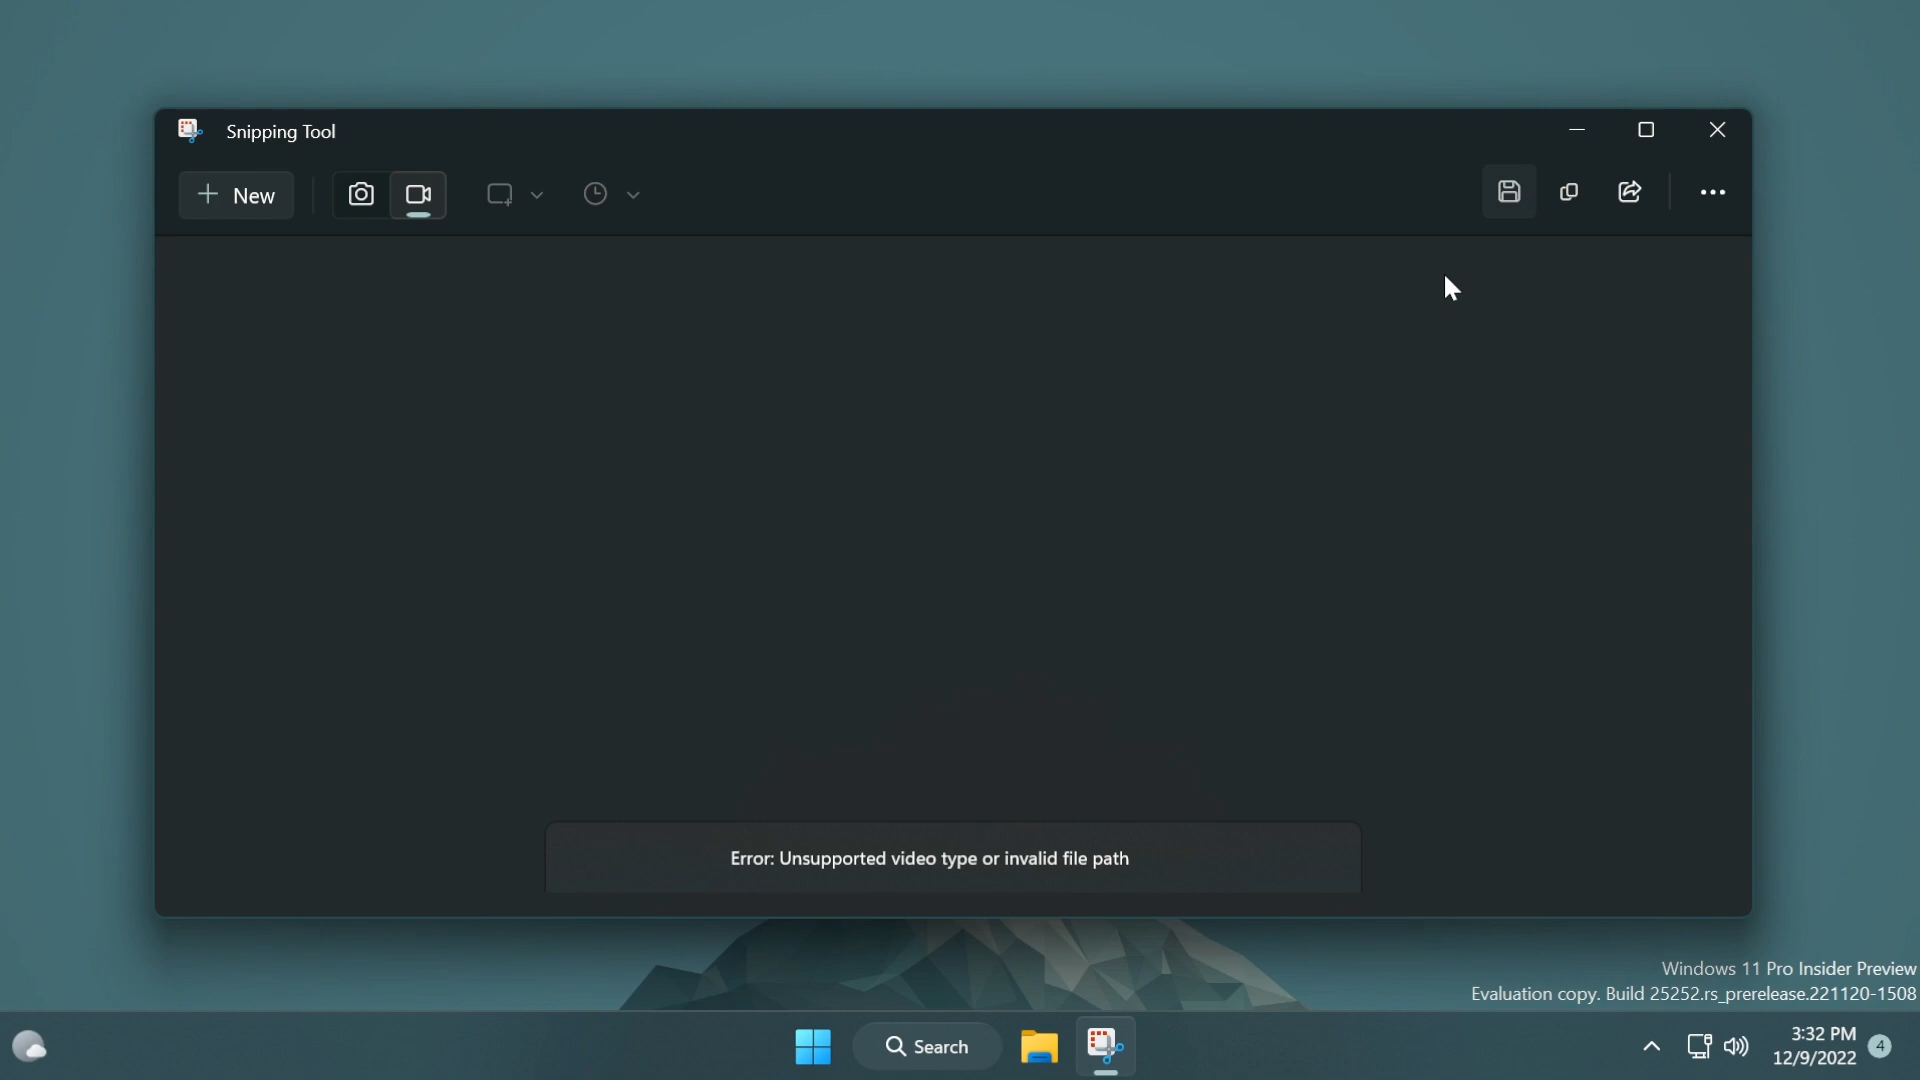 Snipping Tool
New
Error: Unsupported video type or invalid file path
Windows 11 Pro Insider Preview
Evaluation copy. Build 25252.rs_prerelease.221120-1508
Search
3:32 PM
12/9/2022
4